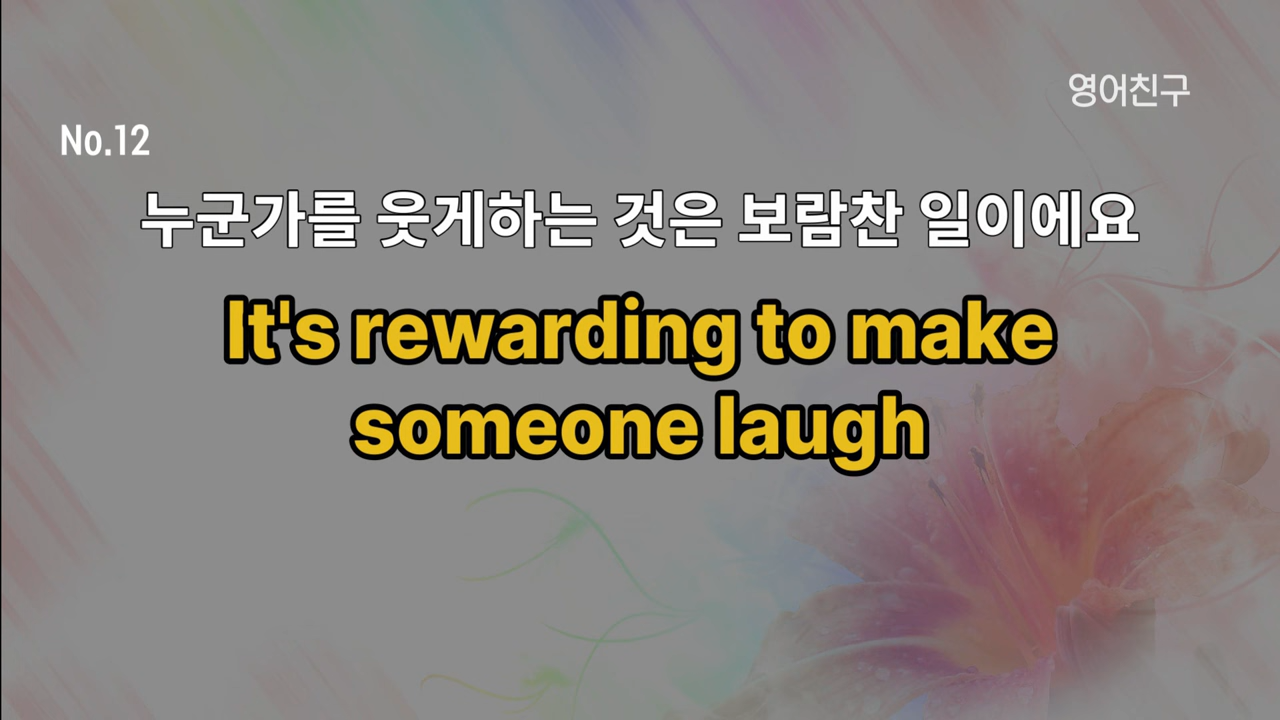 영어친구
No.12
누군가를 웃게하는 것은 보람찬 일이에요
It's rewarding to make
someone laugh